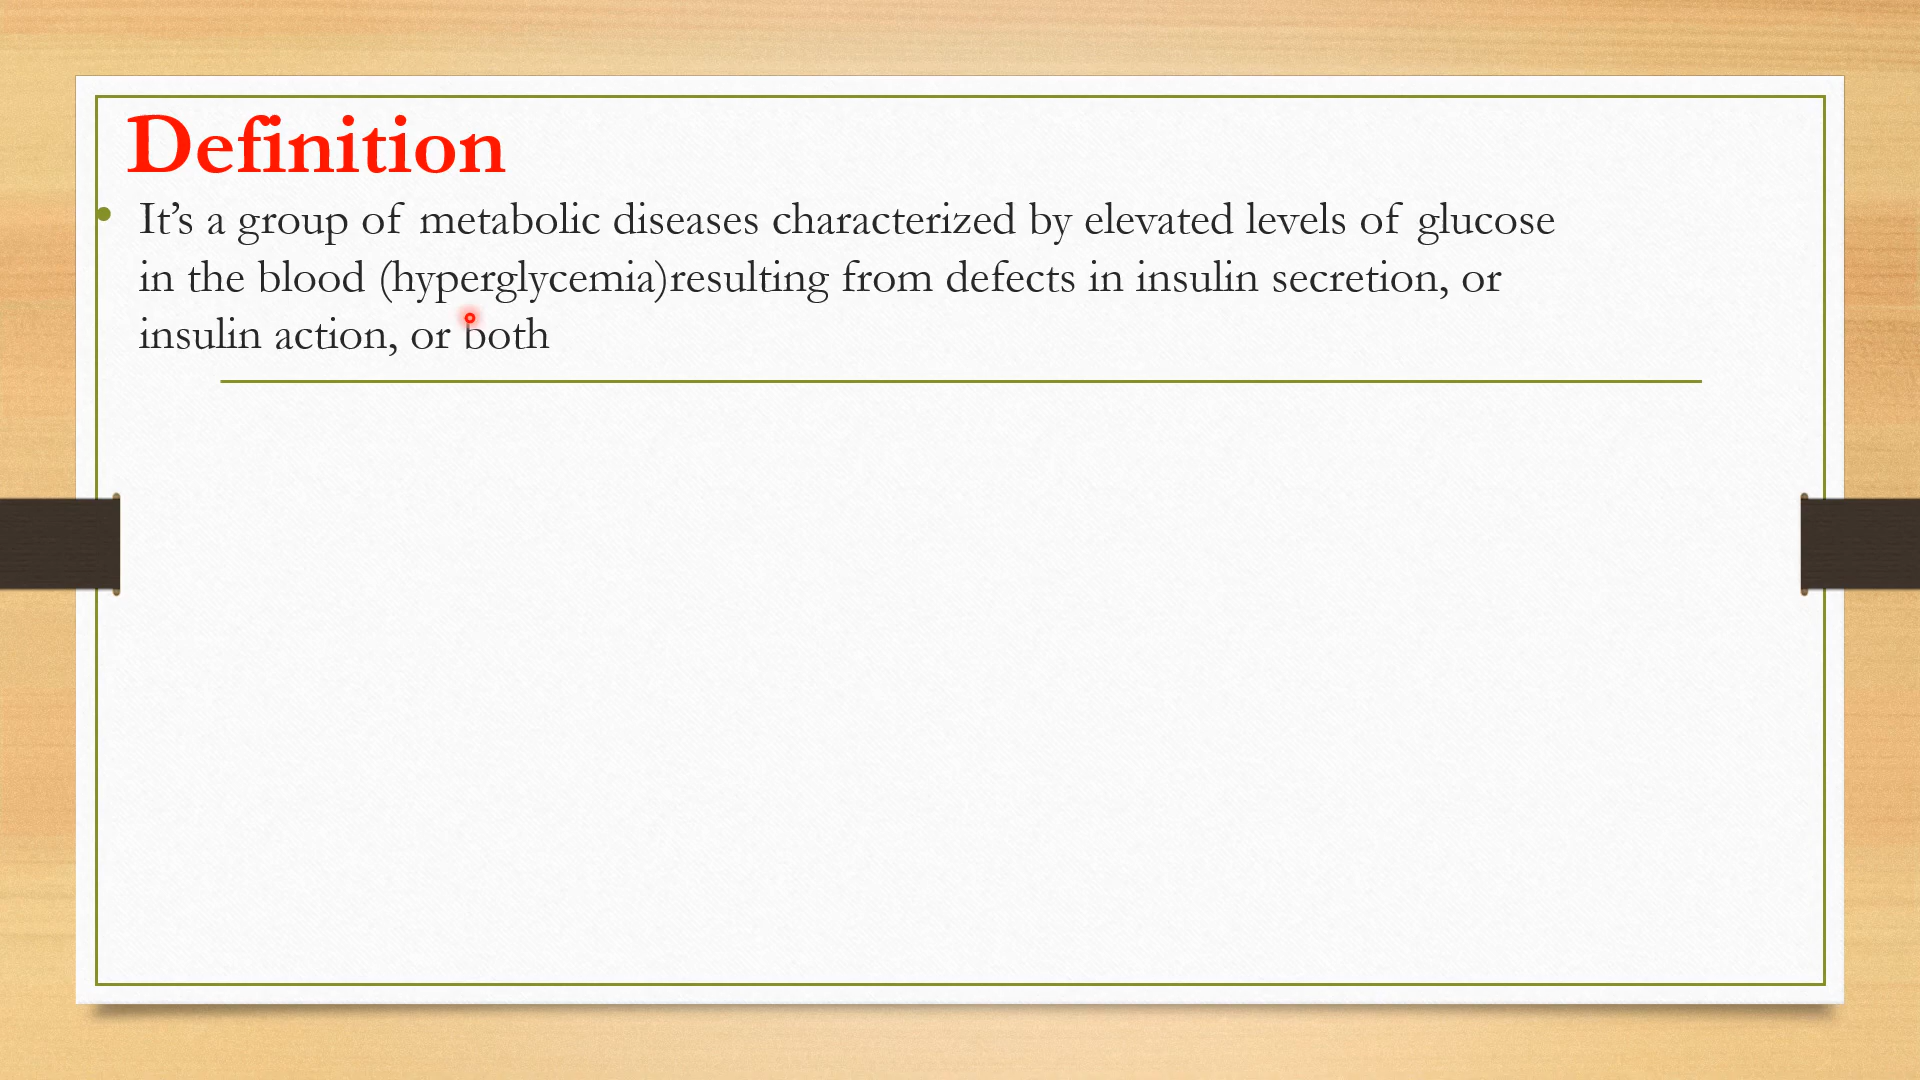 Definition
• It’s a group of metabolic diseases characterized by elevated levels of glucose
in the blood (hyperglycemia)resulting from defects in insulin secretion, or
insulin action, or both